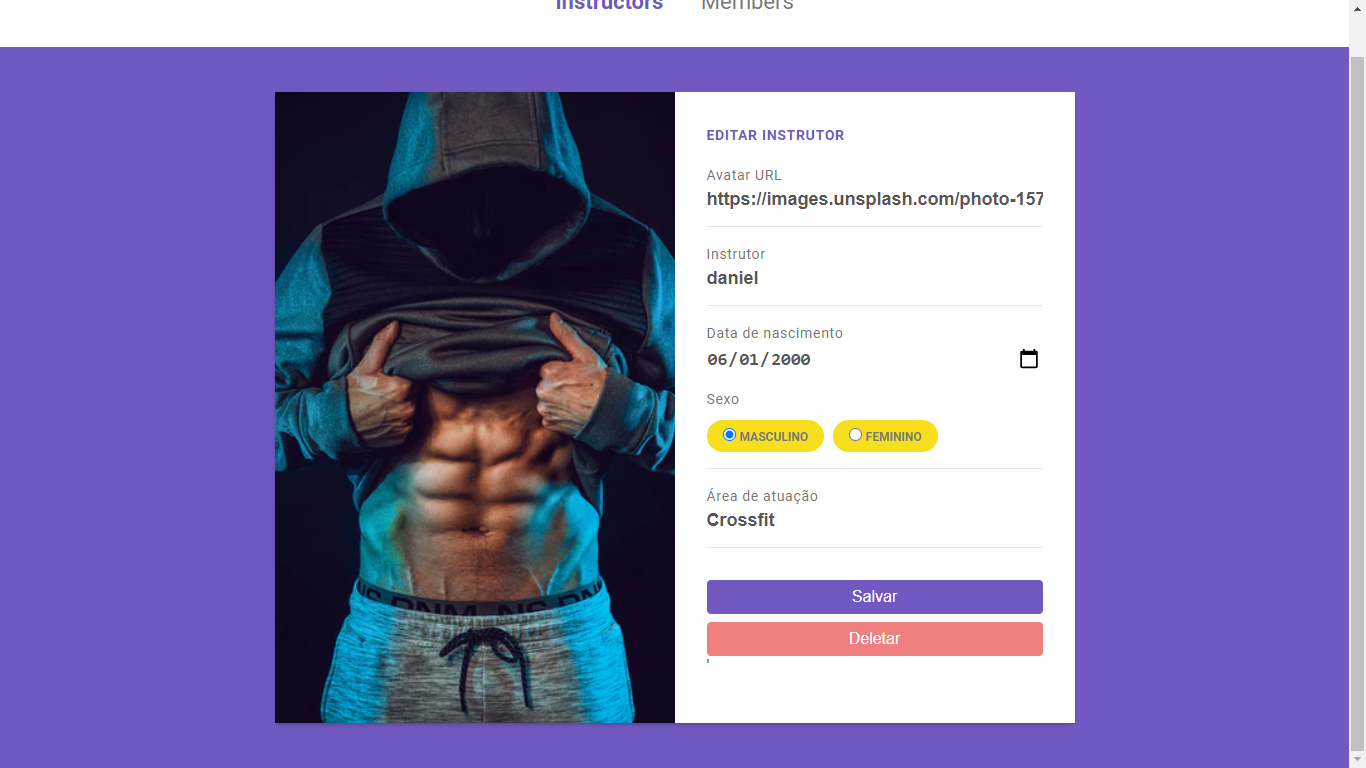 Instructors Members
EDITAR INSTRUTOR
Avatar URL
https://images.unsplash.com/photo-157
Instrutor
daniel
Data de nascimento
06/01/2000
Sexo
MASCULINO FEMININO
Área de atuação
Crossfit
Salvar
Deletar
'